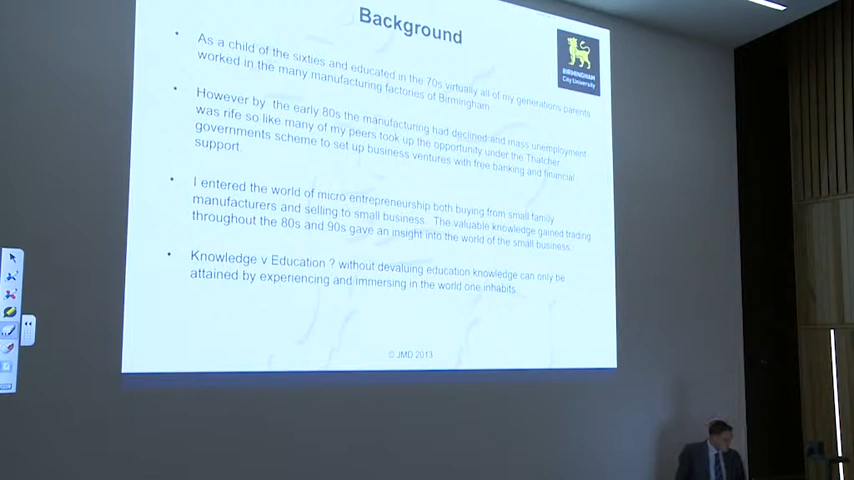 Background
BIRMINGHAM
City University
• As a child of the sixties and educated in the 70s virtually all of my generations parents
worked in the many manufacturing factories of Birmingham
• However by the early 80s the manufacturing had declined and mass unemployment
was rife so like many of my peers took up the opportunity under the Thatcher
governments scheme to set up business ventures with free banking and financial
support.
• I entered the world of micro entrepreneurship both buying from small family
manufacturers and selling to small business. The valuable knowledge gained trading
throughout the 80s and 90s gave an insight into the world of the small business.
• Knowledge v Education ? without devaluing education knowledge can only be
attained by experiencing and immersing in the world one inhabits.
© JMD 2013